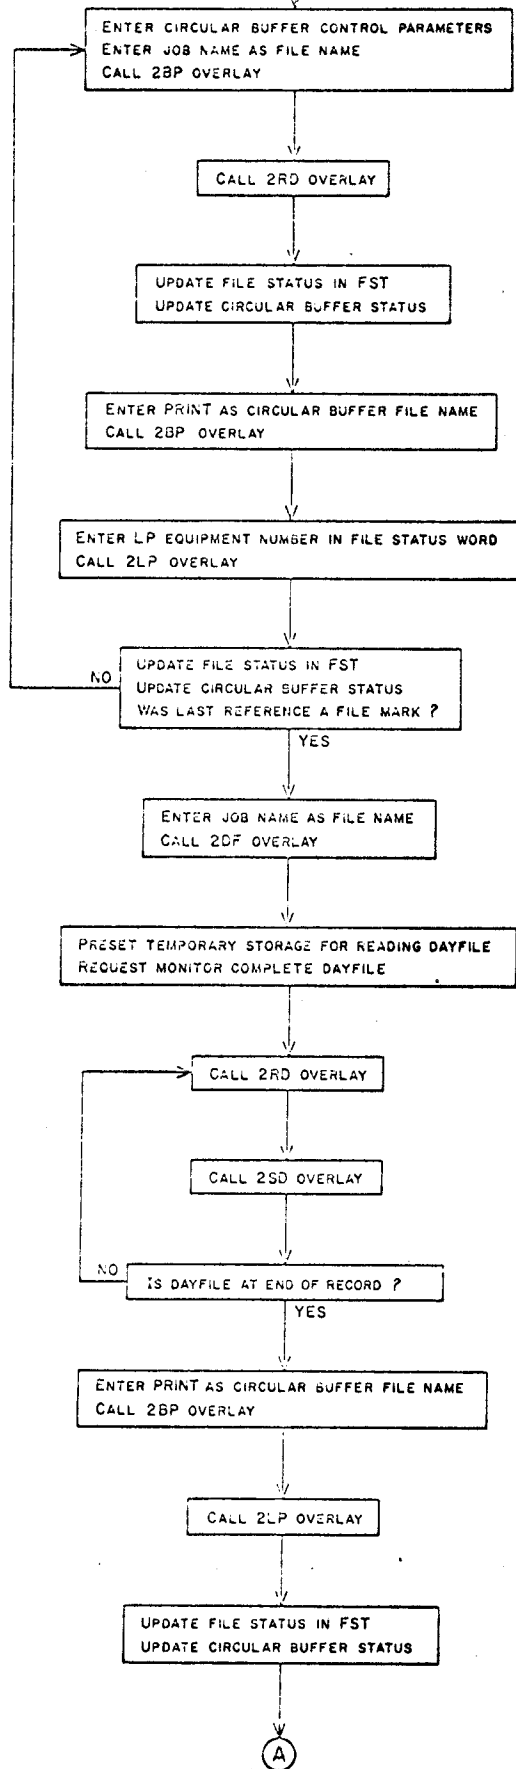 ENTER CIRCULAR BUFFER CONTROL PARAMETERS
ENTER JOB NAME AS FILE NAME
CALL 2BP OVERLAY
CALL 2RD OVERLAY
UPDATE FILE STATUS IN FST
UPDATE CIRCULAR BUFFER STATUS
ENTER PRINT AS CIRCULAR BUFFER FILE NAME
CALL 2BP OVERLAY
ENTER LP EQUIPMENT NUMBER IN FILE STATUS WORD
CALL 2LP OVERLAY
NO
UPDATE FILE STATUS IN FST
UPDATE CIRCULAR BUFFER STATUS
WAS LAST REFERENCE A FILE MARK ?
YES
ENTER JOB NAME AS FILE NAME
CALL 2DF OVERLAY
PRESET TEMPORARY STORAGE FOR READING DAYFILE
REQUEST MONITOR COMPLETE DAYFILE
CALL 2RD OVERLAY
CALL 2SD OVERLAY
NO
IS DAYFILE AT END OF RECORD ?
YES
ENTER PRINT AS CIRCULAR BUFFER FILE NAME
CALL 2BP OVERLAY
CALL 2LP OVERLAY
UPDATE FILE STATUS IN FST
UPDATE CIRCULAR BUFFER STATUS
A